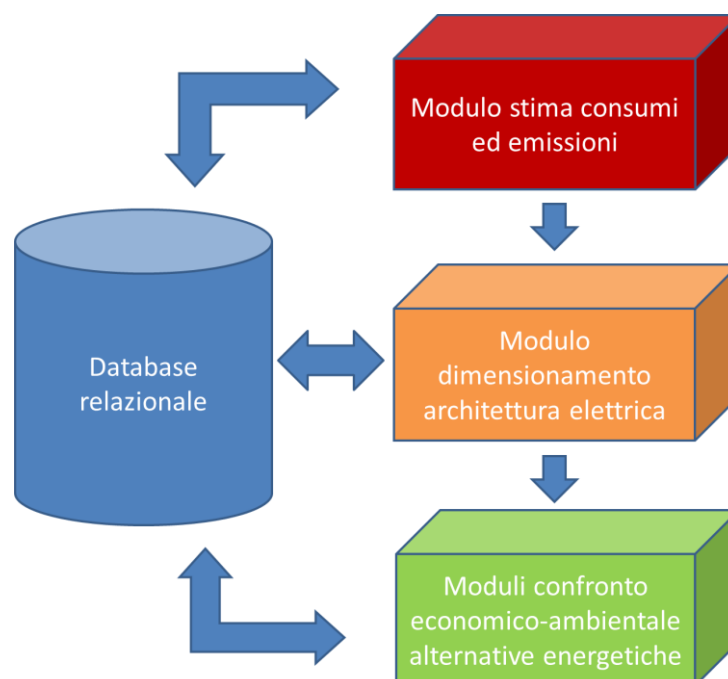 Modulo stima consumi
ed emissioni
Database
relazionale
Modulo
dimensionamento
architettura elettrica
Moduli confronto
economico-ambientale
alternative energetiche